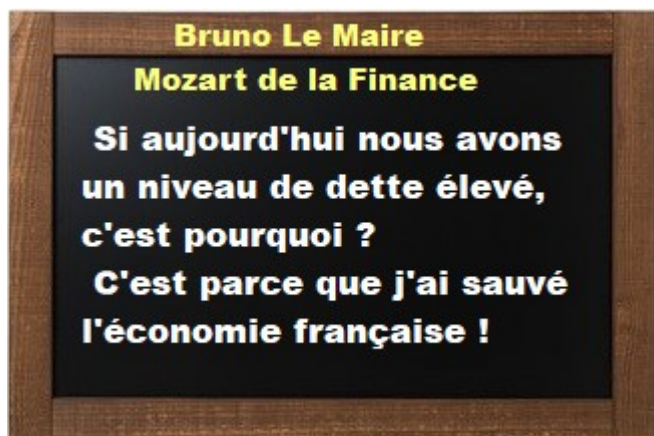 Bruno Le Maire
Mozart de la Finance
Si aujourd'hui nous avons
un niveau de dette élevé,
c'est pourquoi ?
C'est parce que j'ai sauvé
l'économie française !